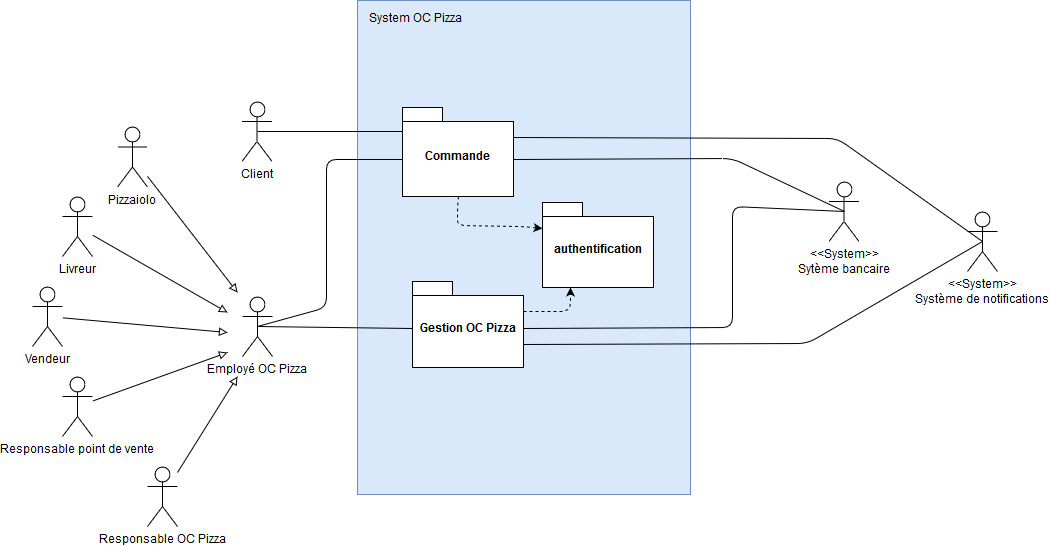 System OC Pizza
Client
Commande
Pizzaiolo
Livreur
authentification
<<System>>
Sytème bancaire
<<System>>
Système de notifications
Vendeur
Gestion OC Pizza
Employé OC Pizza
Responsable point de vente
Responsable OC Pizza